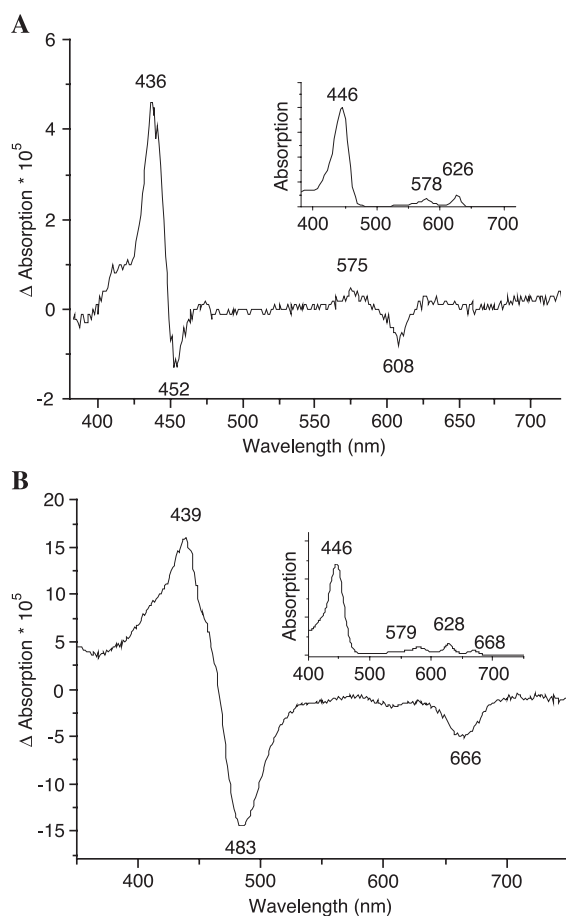 A
6
4
2
0
-2
Δ Absorption * 10⁵
436
452
575
608
400 450 500 550 600 650 700
Wavelength (nm)
Absorption
446
578
626
400 500 600 700
B
20
15
10
5
0
-5
-10
-15
Δ Absorption * 10⁵
439
483
666
400 500 600 700
Wavelength (nm)
Absorption
446
579
628
668
400 500 600 700